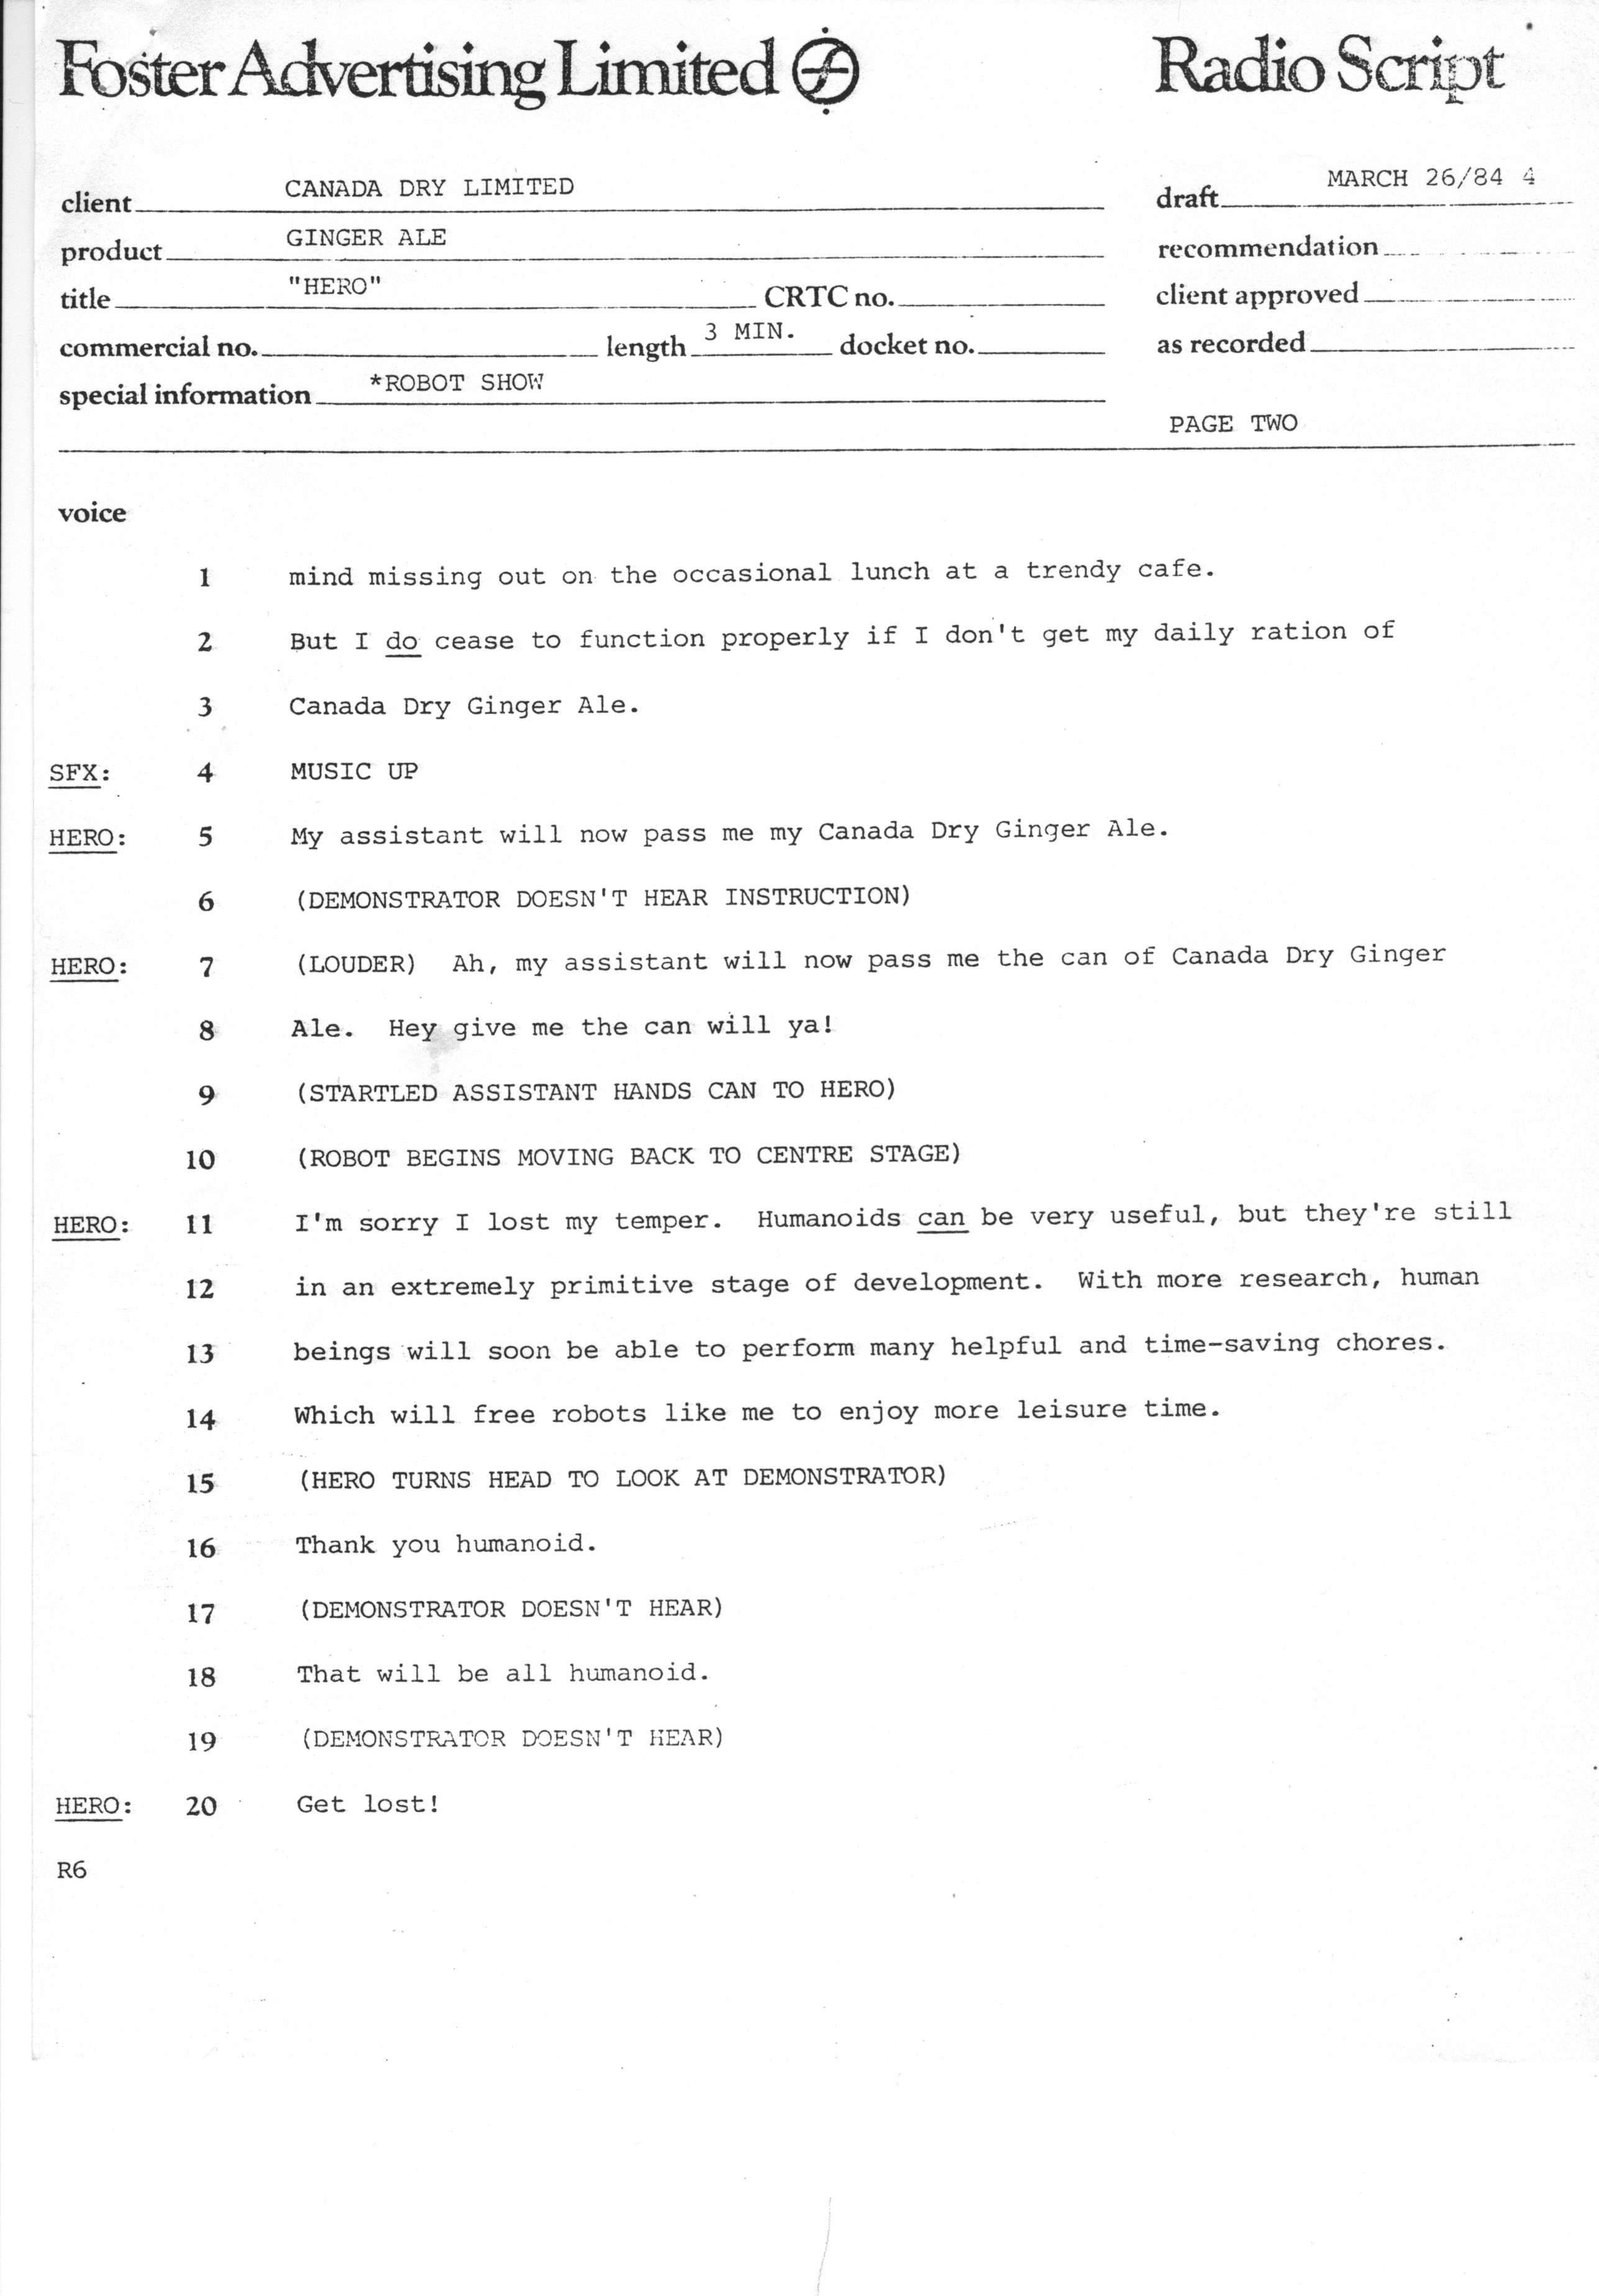 Foster Advertising Limited f Radio Script
client CANADA DRY LIMITED draft MARCH 26/84 4
product GINGER ALE recommendation
title "HERO" CRTC no. client approved
commercial no. length 3 MIN. docket no. as recorded
special information *ROBOT SHOW
PAGE TWO
voice
1 mind missing out on the occasional lunch at a trendy cafe.
2 But I do cease to function properly if I don't get my daily ration of
3 Canada Dry Ginger Ale.
SFX: 4 MUSIC UP
HERO: 5 My assistant will now pass me my Canada Dry Ginger Ale.
6 (DEMONSTRATOR DOESN'T HEAR INSTRUCTION)
HERO: 7 (LOUDER) Ah, my assistant will now pass me the can of Canada Dry Ginger
8 Ale. Hey give me the can will ya!
9 (STARTLED ASSISTANT HANDS CAN TO HERO)
10 (ROBOT BEGINS MOVING BACK TO CENTRE STAGE)
HERO: 11 I'm sorry I lost my temper. Humanoids can be very useful, but they're still
12 in an extremely primitive stage of development. With more research, human
13 beings will soon be able to perform many helpful and time-saving chores.
14 Which will free robots like me to enjoy more leisure time.
15 (HERO TURNS HEAD TO LOOK AT DEMONSTRATOR)
16 Thank you humanoid.
17 (DEMONSTRATOR DOESN'T HEAR)
18 That will be all humanoid.
19 (DEMONSTRATOR DOESN'T HEAR)
HERO: 20 Get lost!
R6